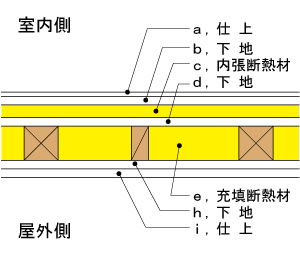 室内側
a, 仕上
b, 下地
c, 内張断熱材
d, 下地
e, 充填断熱材
h, 下地
i, 仕上
屋外側